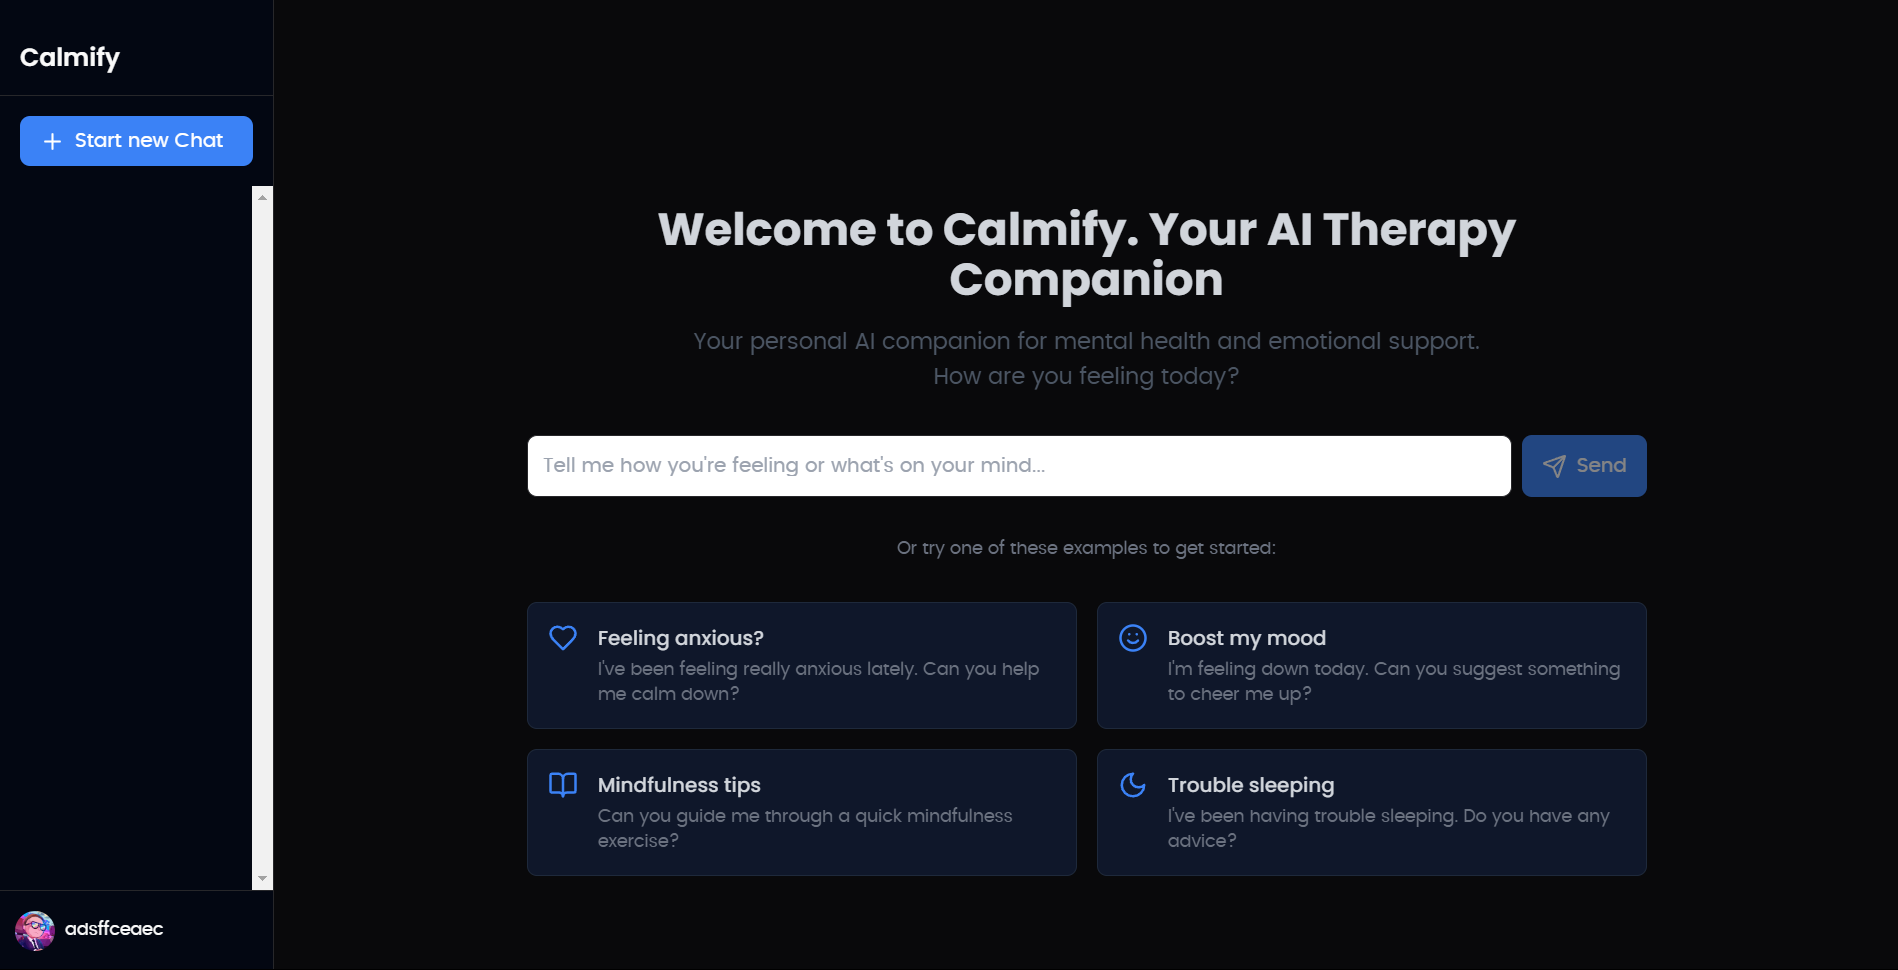 Calmify
Start new Chat
Welcome to Calmify. Your AI Therapy
Companion
Your personal AI companion for mental health and emotional support.
How are you feeling today?
Tell me how you're feeling or what's on your mind...
Send
Or try one of these examples to get started:
Feeling anxious?
I've been feeling really anxious lately. Can you help
me calm down?
Boost my mood
I'm feeling down today. Can you suggest something
to cheer me up?
Mindfulness tips
Can you guide me through a quick mindfulness
exercise?
Trouble sleeping
I've been having trouble sleeping. Do you have any
advice?
adsffceaec